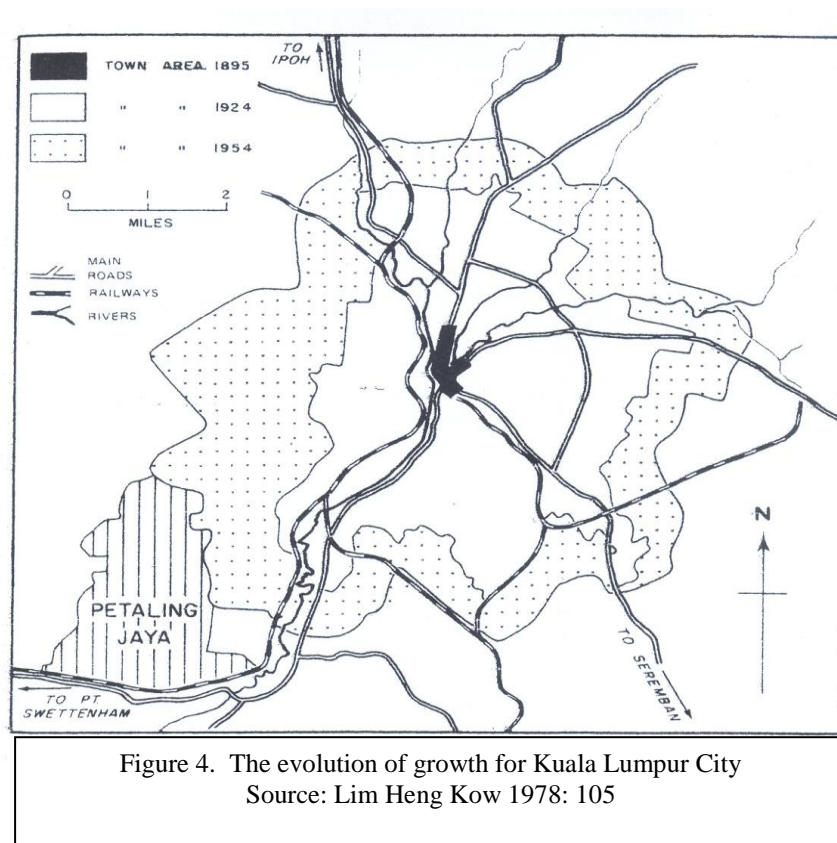 TOWN AREA 1895
" " 1924
" " 1954
0 1 2
MILES
MAIN
ROADS
RAILWAYS
RIVERS
TO
IPOH
N
PETALING
JAYA
TO PT.
SWETTENHAM
TO SEREMBAN
Figure 4. The evolution of growth for Kuala Lumpur City
Source: Lim Heng Kow 1978: 105